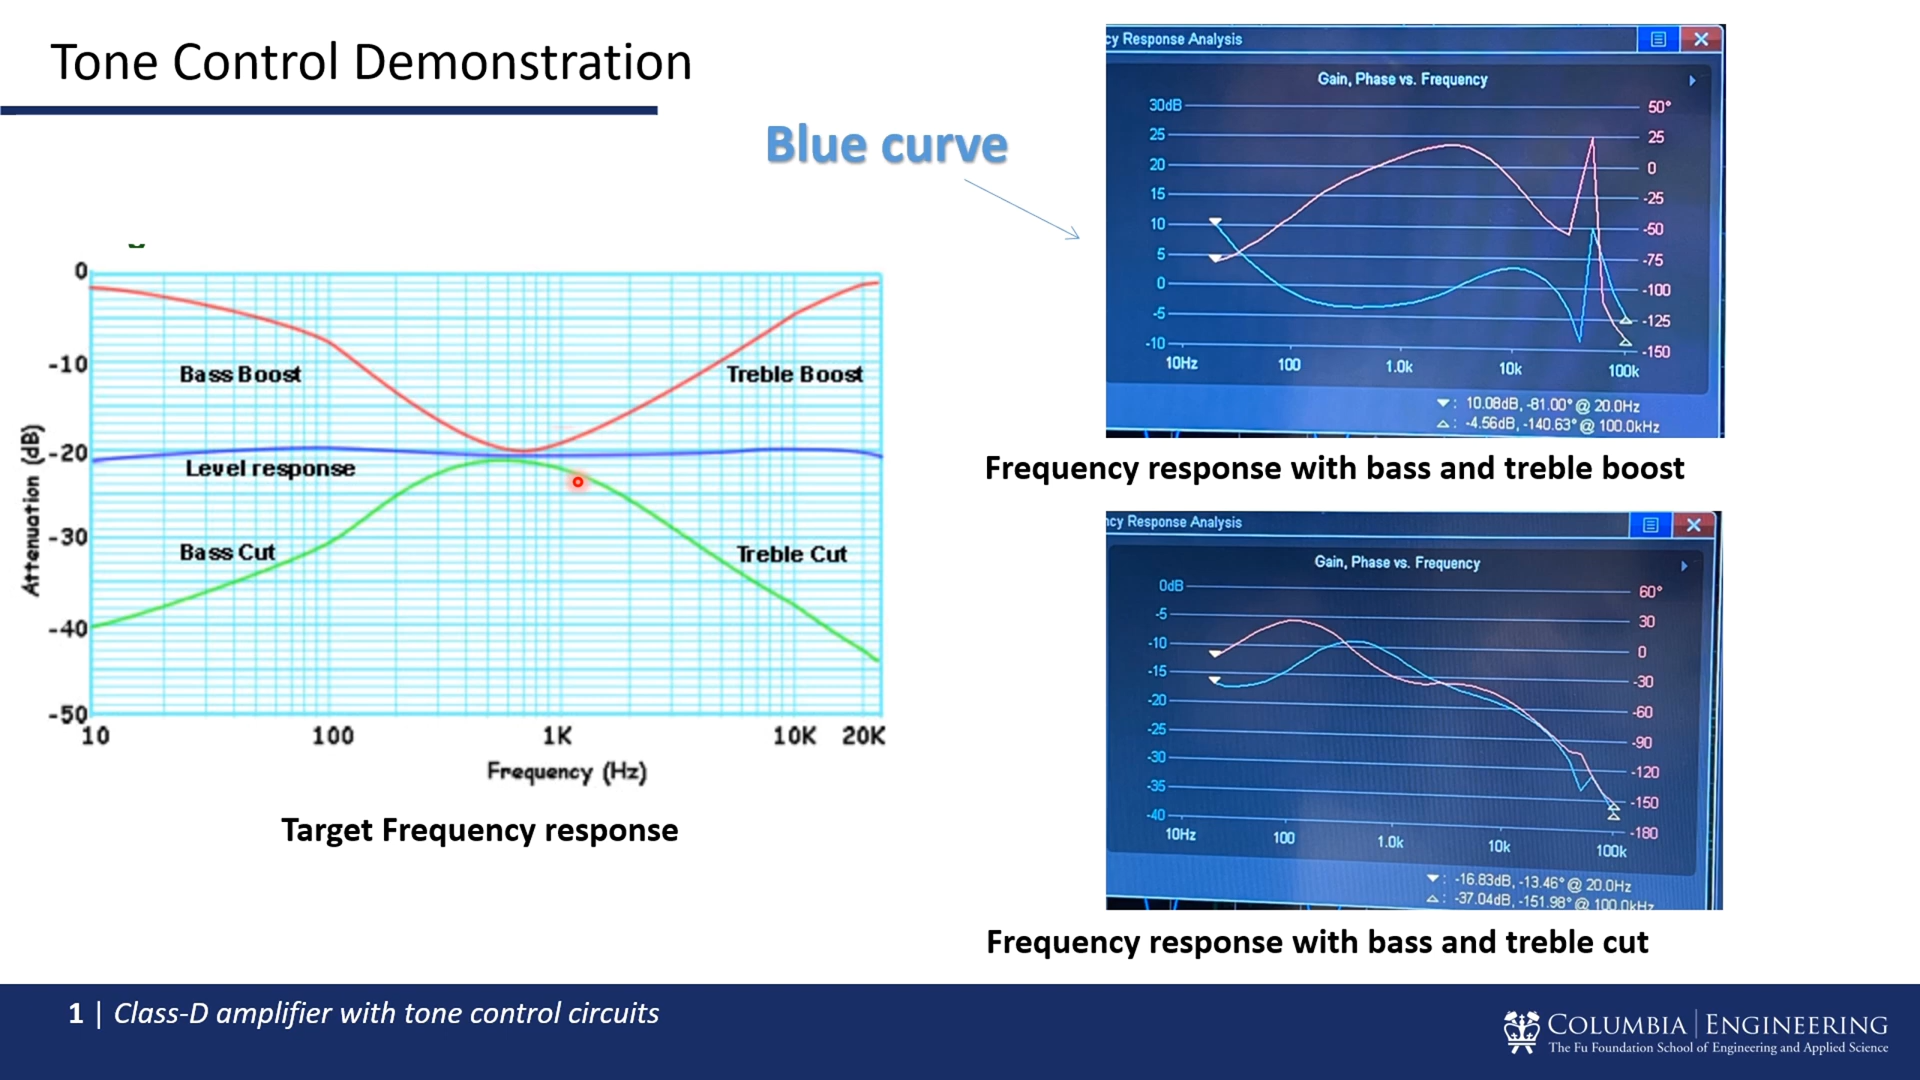 Tone Control Demonstration
Blue curve
0
-10
-20
-30
-40
-50
Attenuation (dB)
Bass Boost
Treble Boost
Level response
Bass Cut
Treble Cut
10
100
1K
10K
20K
Frequency (Hz)
Target Frequency response
cy Response Analysis
Gain, Phase vs. Frequency
30dB
25
20
15
10
5
0
-5
-10
50°
25
0
-25
-50
-75
-100
-125
-150
10Hz
100
1.0k
10k
100k
10.08dB, -81.00° @ 20.0Hz
-4.56dB, -140.63° @ 100.0kHz
Frequency response with bass and treble boost
ncy Response Analysis
Gain, Phase vs. Frequency
0dB
-5
-10
-15
-20
-25
-30
-35
-40
60°
30
0
-30
-60
-90
-120
-150
-180
10Hz
100
1.0k
10k
100k
-16.83dB, -13.46° @ 20.0Hz
-37.04dB, -151.98° @ 100.0kHz
Frequency response with bass and treble cut
1 | Class-D amplifier with tone control circuits
COLUMBIA | ENGINEERING
The Fu Foundation School of Engineering and Applied Science